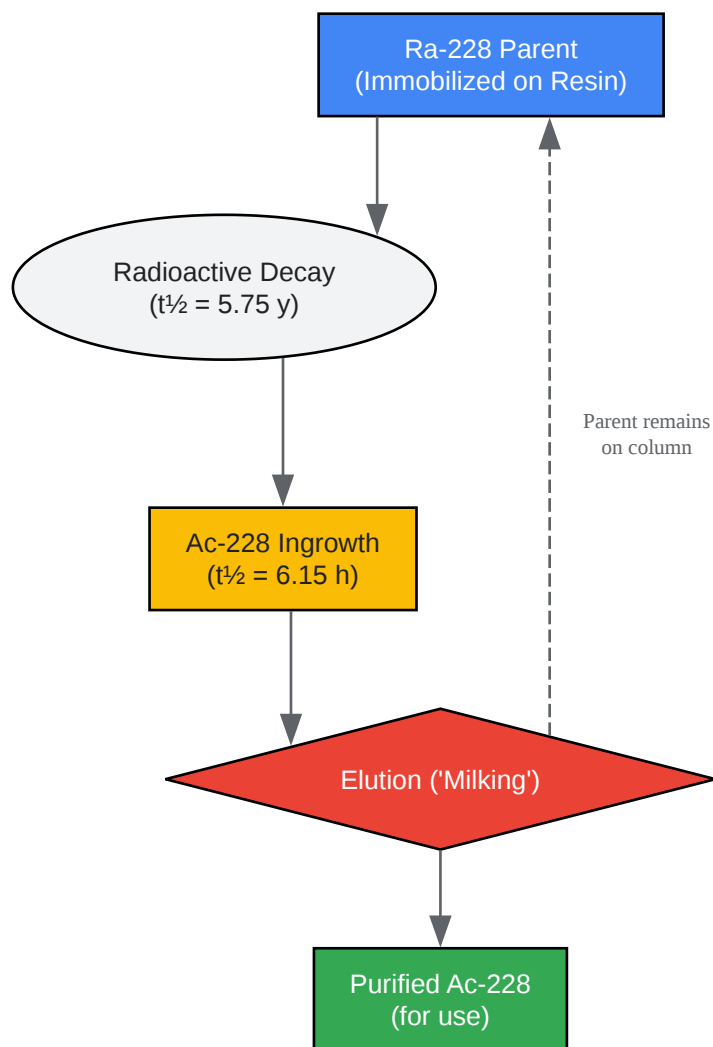 Ra-228 Parent
(Immobilized on Resin)
Radioactive Decay
(t½ = 5.75 y)
Parent remains
on column
Ac-228 Ingrowth
(t½ = 6.15 h)
Elution ('Milking')
Purified Ac-228
(for use)